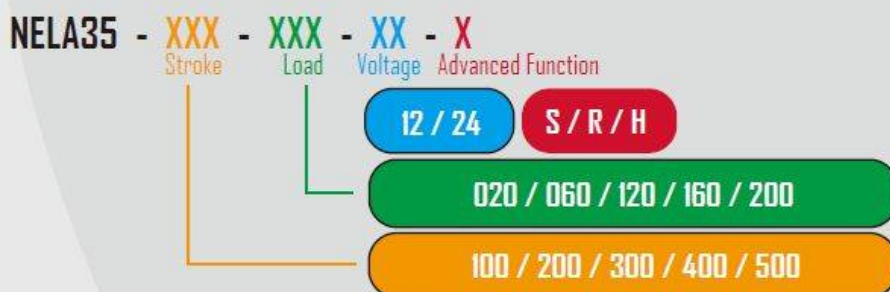 NELA35 - XXX - XXX - XX - X
Stroke Load Voltage Advanced Function
12 / 24 S / R / H
020 / 060 / 120 / 160 / 200
100 / 200 / 300 / 400 / 500